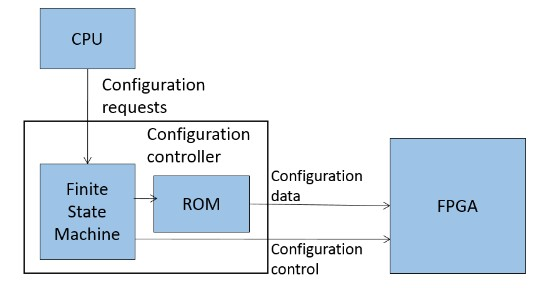 CPU
Configuration
requests
Configuration
controller
Finite
State
Machine
ROM
Configuration
data
FPGA
Configuration
control